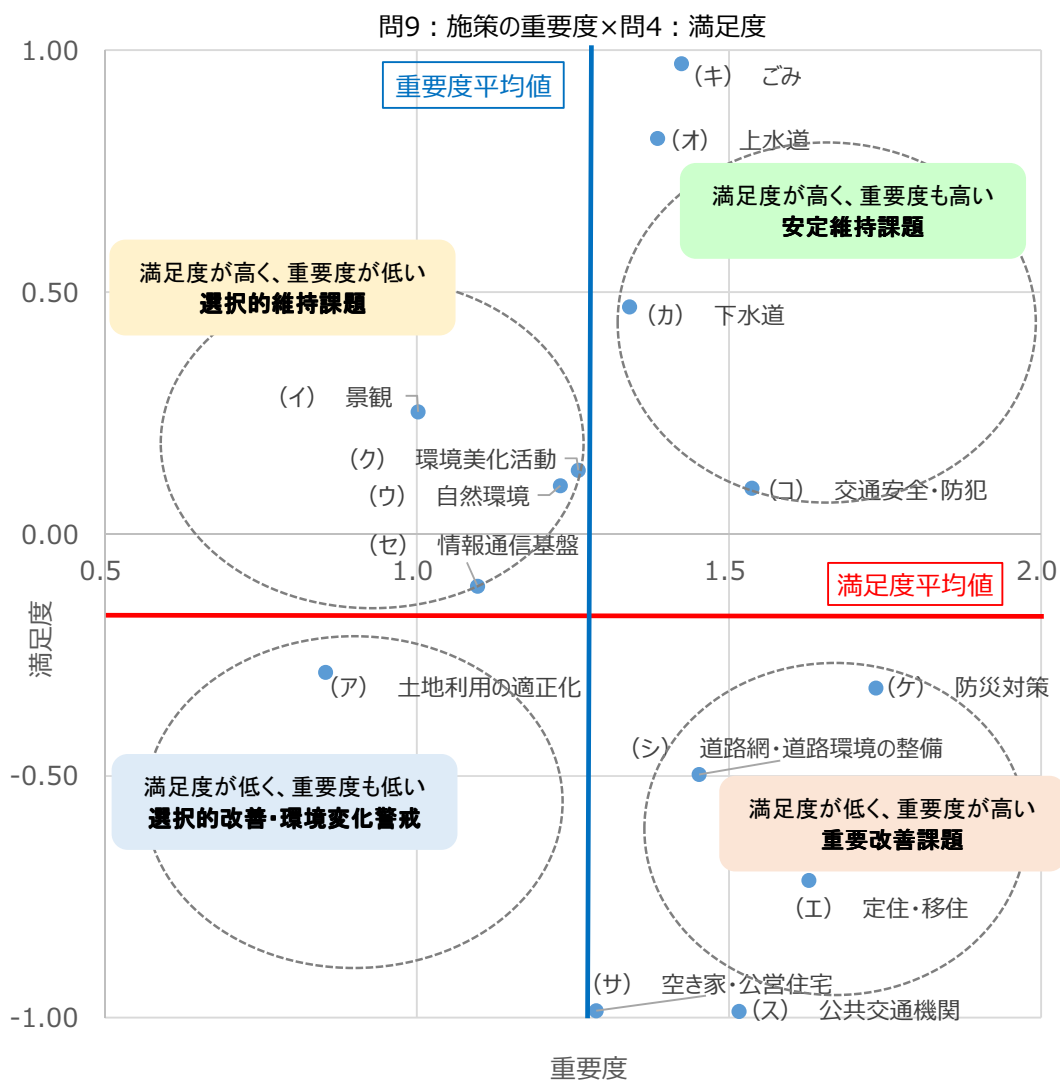 問9：施策の重要度×問4：満足度
1.00
重要度平均値
（キ）　ごみ
（オ）　上水道
満足度が高く、重要度も高い
安定維持課題
満足度が高く、重要度が低い
選択的維持課題
0.50
（カ）　下水道
（イ）　景観
（ク）　環境美化活動
（ウ）　自然環境
（コ）　交通安全・防犯
0.00
（セ）　情報通信基盤
0.5
1.0
1.5
2.0
満足度平均値
満足度
（ア）　土地利用の適正化
（ケ）　防災対策
（シ）　道路網・道路環境の整備
-0.50
満足度が低く、重要度も低い
選択的改善・環境変化警戒
満足度が低く、重要度が高い
重要改善課題
（エ）　定住・移住
（サ）　空き家・公営住宅
-1.00
（ス）　公共交通機関
重要度